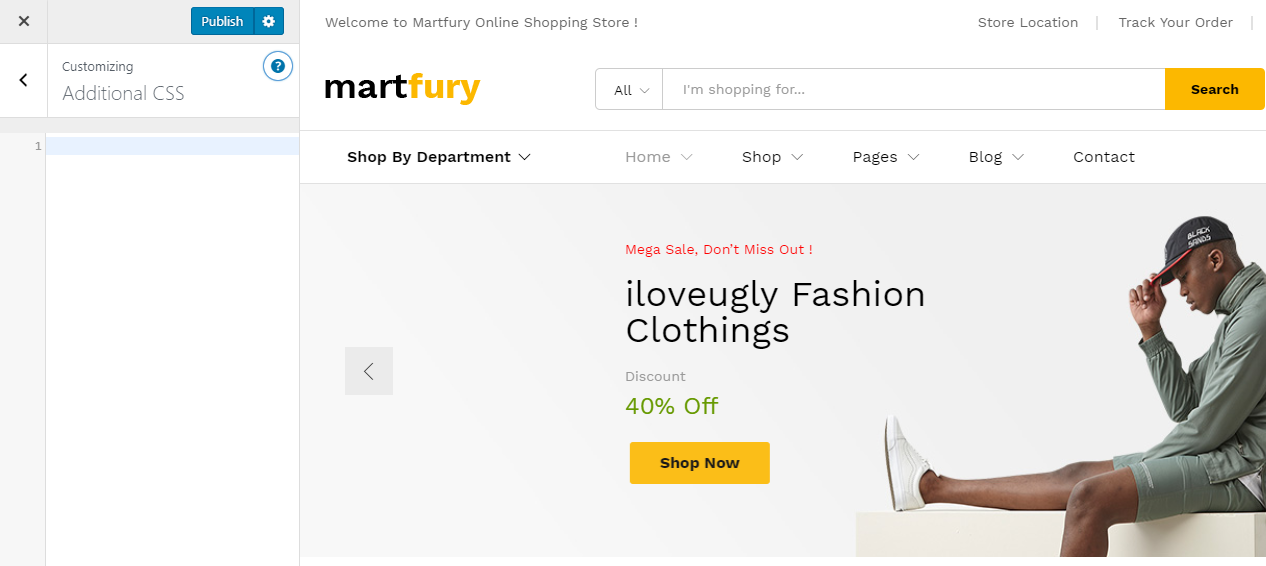 Publish
Customizing
Additional CSS
1
Welcome to Martfury Online Shopping Store !
Store Location
Track Your Order
martfury
All
I'm shopping for...
Search
Shop By Department
Home
Shop
Pages
Blog
Contact
Mega Sale, Don’t Miss Out !
iloveugly Fashion
Clothings
Discount
40% Off
Shop Now
BLACK
SANDS